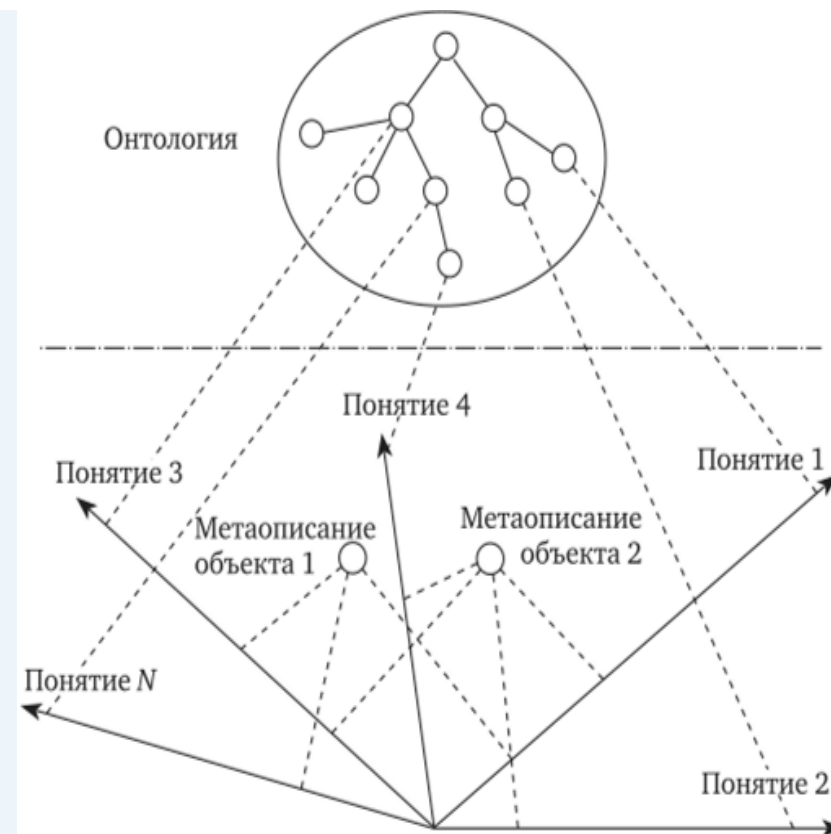 Онтология
Понятие 4
Понятие 1
Понятие 3
Метаописание
объекта 1
Метаописание
объекта 2
Понятие N
Понятие 2